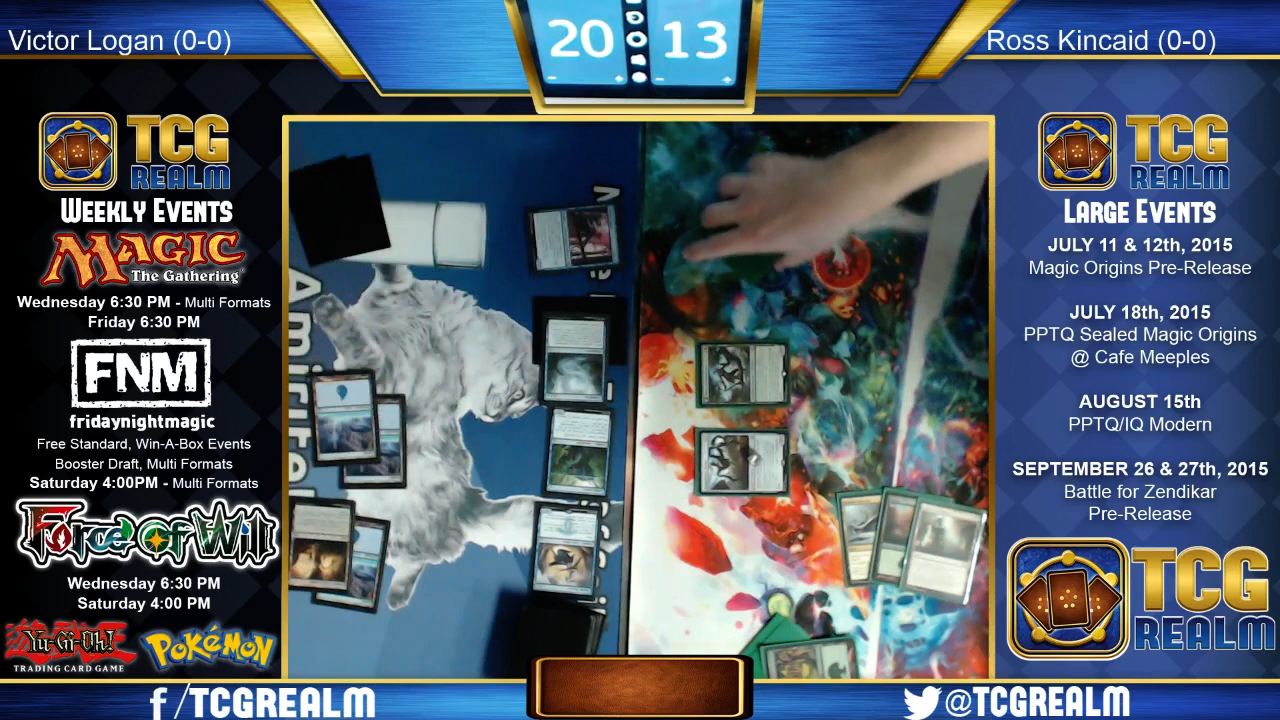 Victor Logan (0-0)
20 13
Ross Kincaid (0-0)
TCG
REALM
WEEKLY EVENTS
MAGIC
The Gathering
Wednesday 6:30 PM - Multi Formats
Friday 6:30 PM
FNM
fridaynightmagic
Free Standard, Win-A-Box Events
Booster Draft, Multi Formats
Saturday 4:00PM - Multi Formats
Force of Will
Wednesday 6:30 PM
Saturday 4:00 PM
Yu-Gi-Oh!
TRADING CARD GAME
POKéMON
f/TCGREALM
TCG
REALM
LARGE EVENTS
JULY 11 & 12th, 2015
Magic Origins Pre-Release
JULY 18th, 2015
PPTQ Sealed Magic Origins
@ Cafe Meeples
AUGUST 15th
PPTQ/IQ Modern
SEPTEMBER 26 & 27th, 2015
Battle for Zendikar
Pre-Release
TCG
REALM
@TCGREALM